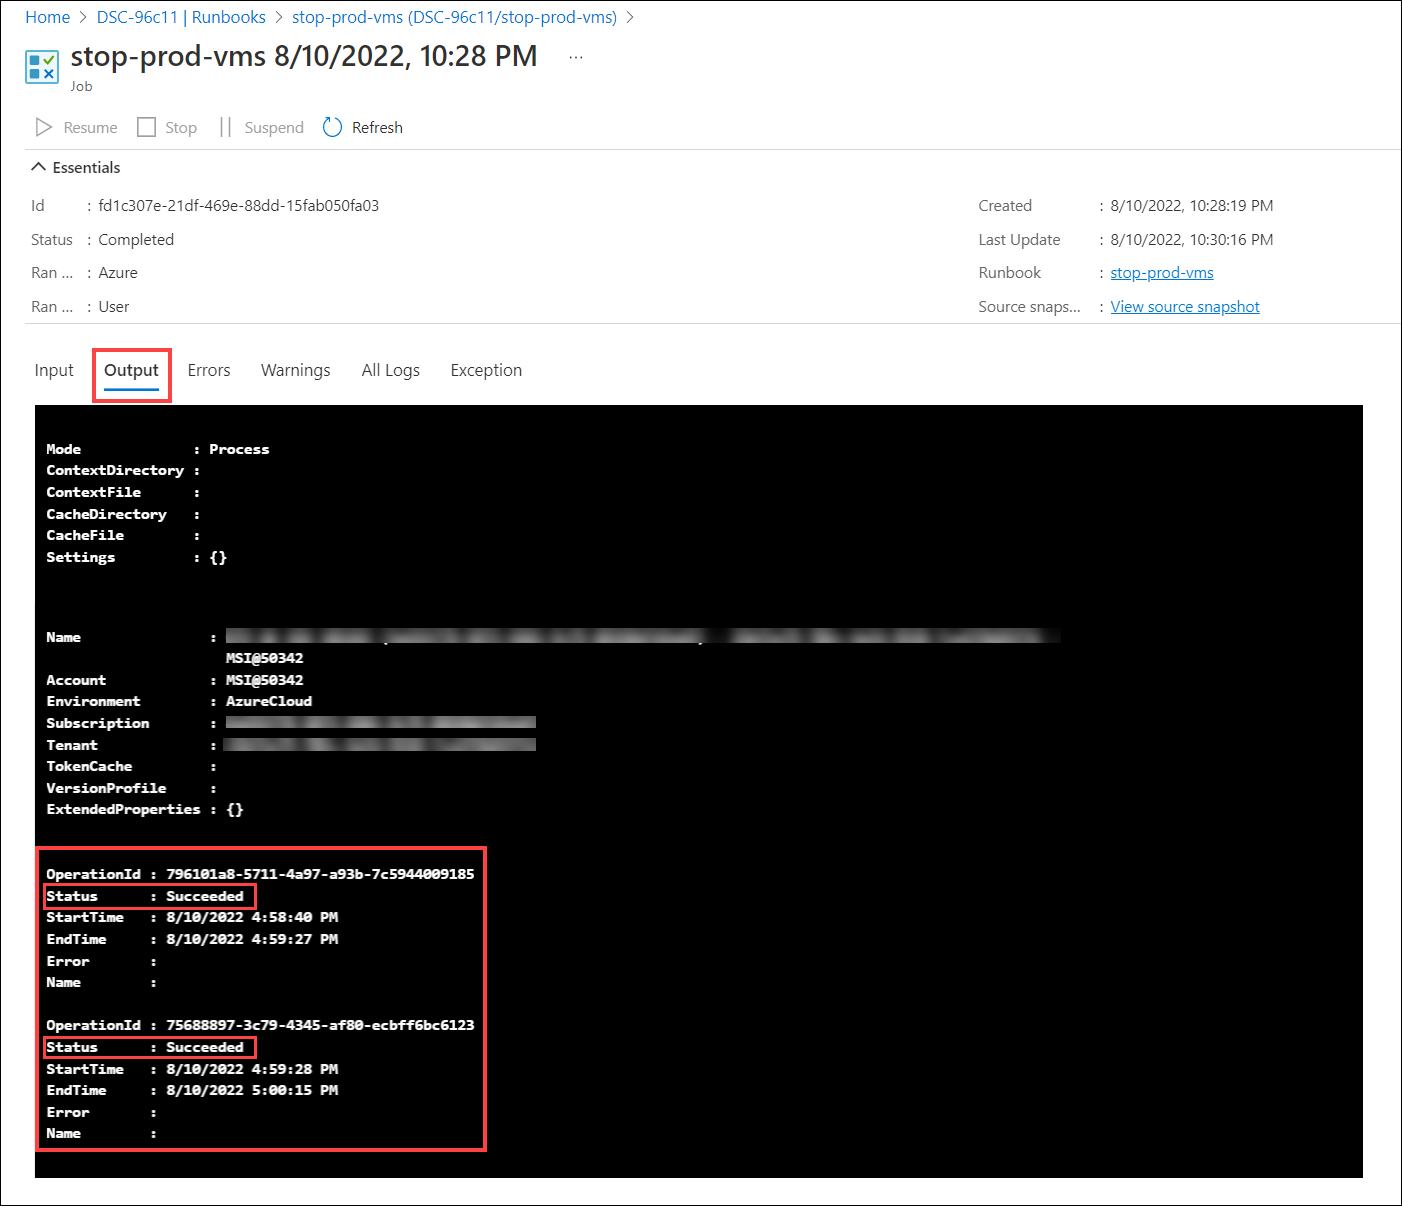 Home > DSC-96c11 | Runbooks > stop-prod-vms (DSC-96c11/stop-prod-vms) >
stop-prod-vms 8/10/2022, 10:28 PM ...
Job
Resume Stop Suspend Refresh
Essentials
Id : fd1c307e-21df-469e-88dd-15fab050fa03
Created : 8/10/2022, 10:28:19 PM
Status : Completed
Last Update : 8/10/2022, 10:30:16 PM
Ran ... : Azure
Runbook : stop-prod-vms
Ran ... : User
Source snaps... : View source snapshot
Input Output Errors Warnings All Logs Exception
Mode : Process
ContextDirectory :
ContextFile :
CacheDirectory :
CacheFile :
Settings : {}
Name :
MSI@50342
Account : MSI@50342
Environment : AzureCloud
Subscription :
Tenant :
TokenCache :
VersionProfile :
ExtendedProperties : {}
OperationId : 796101a8-5711-4a97-a93b-7c5944009185
Status : Succeeded
StartTime : 8/10/2022 4:58:40 PM
EndTime : 8/10/2022 4:59:27 PM
Error :
Name :
OperationId : 75688897-3c79-4345-af80-ecbff6bc6123
Status : Succeeded
StartTime : 8/10/2022 4:59:28 PM
EndTime : 8/10/2022 5:00:15 PM
Error :
Name :